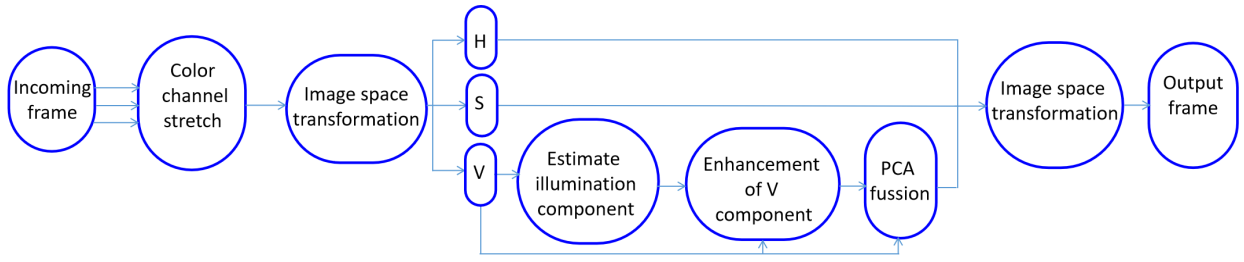 Incoming
frame
Color
channel
stretch
Image space
transformation
H
S
V
Estimate
illumination
component
Enhancement
of V
component
PCA
fussion
Image space
transformation
Output
frame